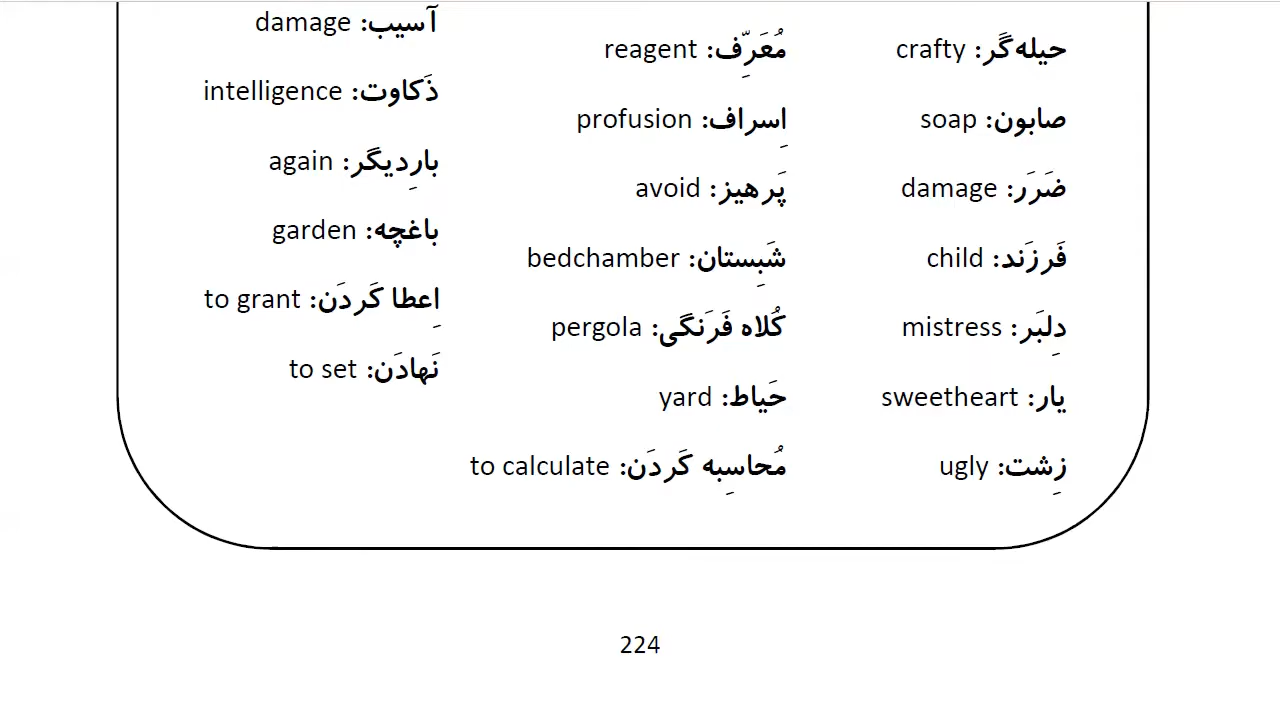 حیله‌گَر: crafty
صابون: soap
ضَرَر: damage
فَرزَند: child
دِلبَر: mistress
یار: sweetheart
زِشت: ugly
مُعَرِّف: reagent
اِسراف: profusion
پَرهیز: avoid
شَبِستان: bedchamber
کُلاه فَرَنگی: pergola
حَیاط: yard
مُحاسِبه کَردَن: to calculate
آسیب: damage
ذَکاوت: intelligence
بارِدیگر: again
باغچه: garden
اِعطا کَردَن: to grant
نَهادَن: to set
224